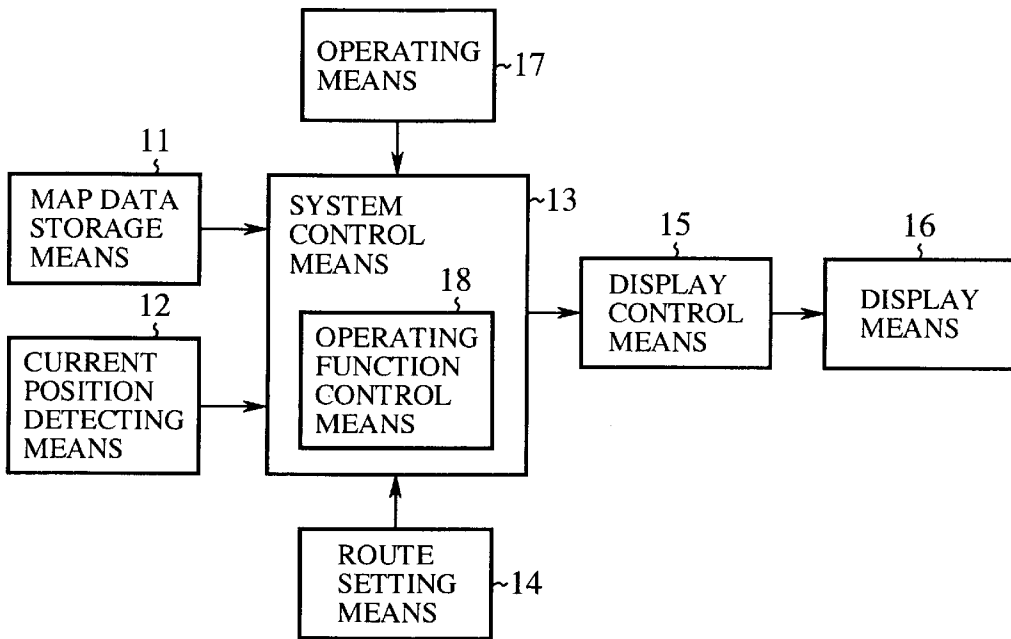 OPERATING
MEANS
17
11
MAP DATA
STORAGE
MEANS
SYSTEM
CONTROL
MEANS
13
12
CURRENT
POSITION
DETECTING
MEANS
18
OPERATING
FUNCTION
CONTROL
MEANS
15
DISPLAY
CONTROL
MEANS
16
DISPLAY
MEANS
ROUTE
SETTING
MEANS
14